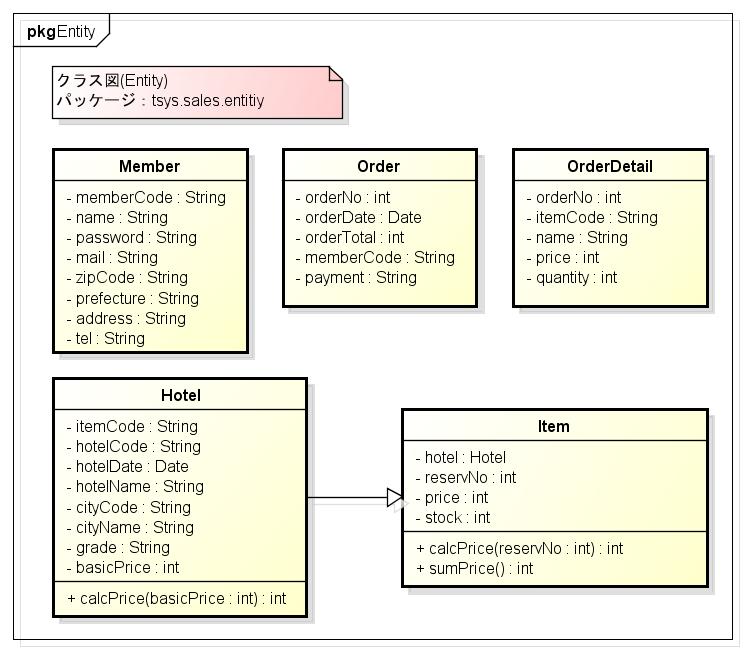 pkg Entity
クラス図(Entity)
パッケージ：tsys.sales.entitiy
Member
- memberCode : String
- name : String
- password : String
- mail : String
- zipCode : String
- prefecture : String
- address : String
- tel : String
Order
- orderNo : int
- orderDate : Date
- orderTotal : int
- memberCode : String
- payment : String
OrderDetail
- orderNo : int
- itemCode : String
- name : String
- price : int
- quantity : int
Hotel
- itemCode : String
- hotelCode : String
- hotelDate : Date
- hotelName : String
- cityCode : String
- cityName : String
- grade : String
- basicPrice : int
+ calcPrice(basicPrice : int) : int
Item
- hotel : Hotel
- reservNo : int
- price : int
- stock : int
+ calcPrice(reservNo : int) : int
+ sumPrice() : int